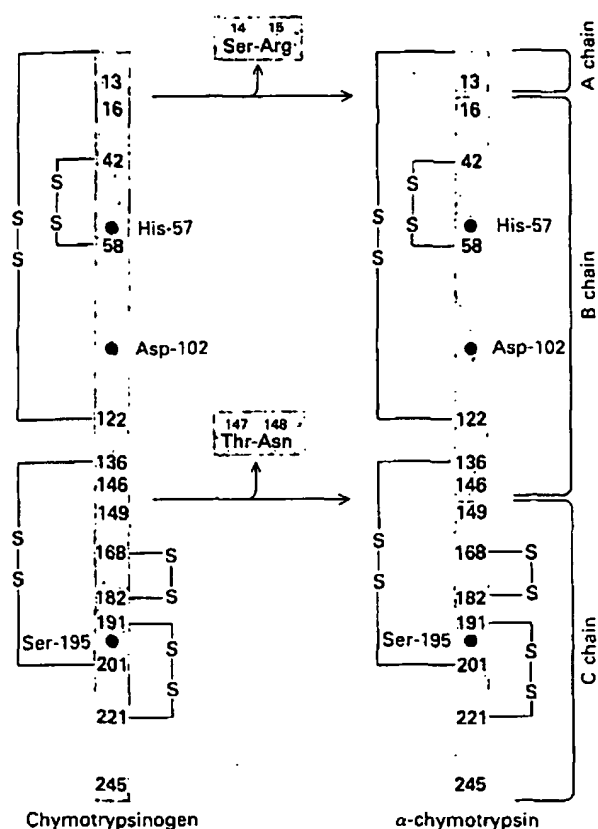 14 15
Ser-Arg
13
16
42
S
S
His-57
58
S
S
Asp-102
122
147 148
Thr-Asn
136
146
149
S
S
168
S
S
182
191
Ser-195
S
S
201
221
245
Chymotrypsinogen
13
16
42
S
S
His-57
58
S
S
Asp-102
122
136
146
149
S
S
168
S
S
182
191
Ser-195
S
S
201
221
245
α-chymotrypsin
A chain
B chain
C chain